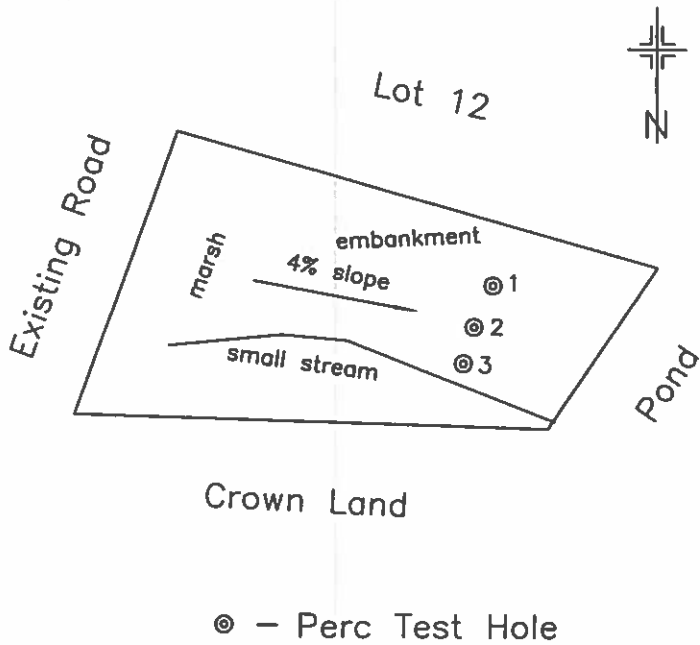 Lot 12
N
Existing Road
marsh
embankment
4% slope
1
2
3
small stream
Pond
Crown Land
– Perc Test Hole